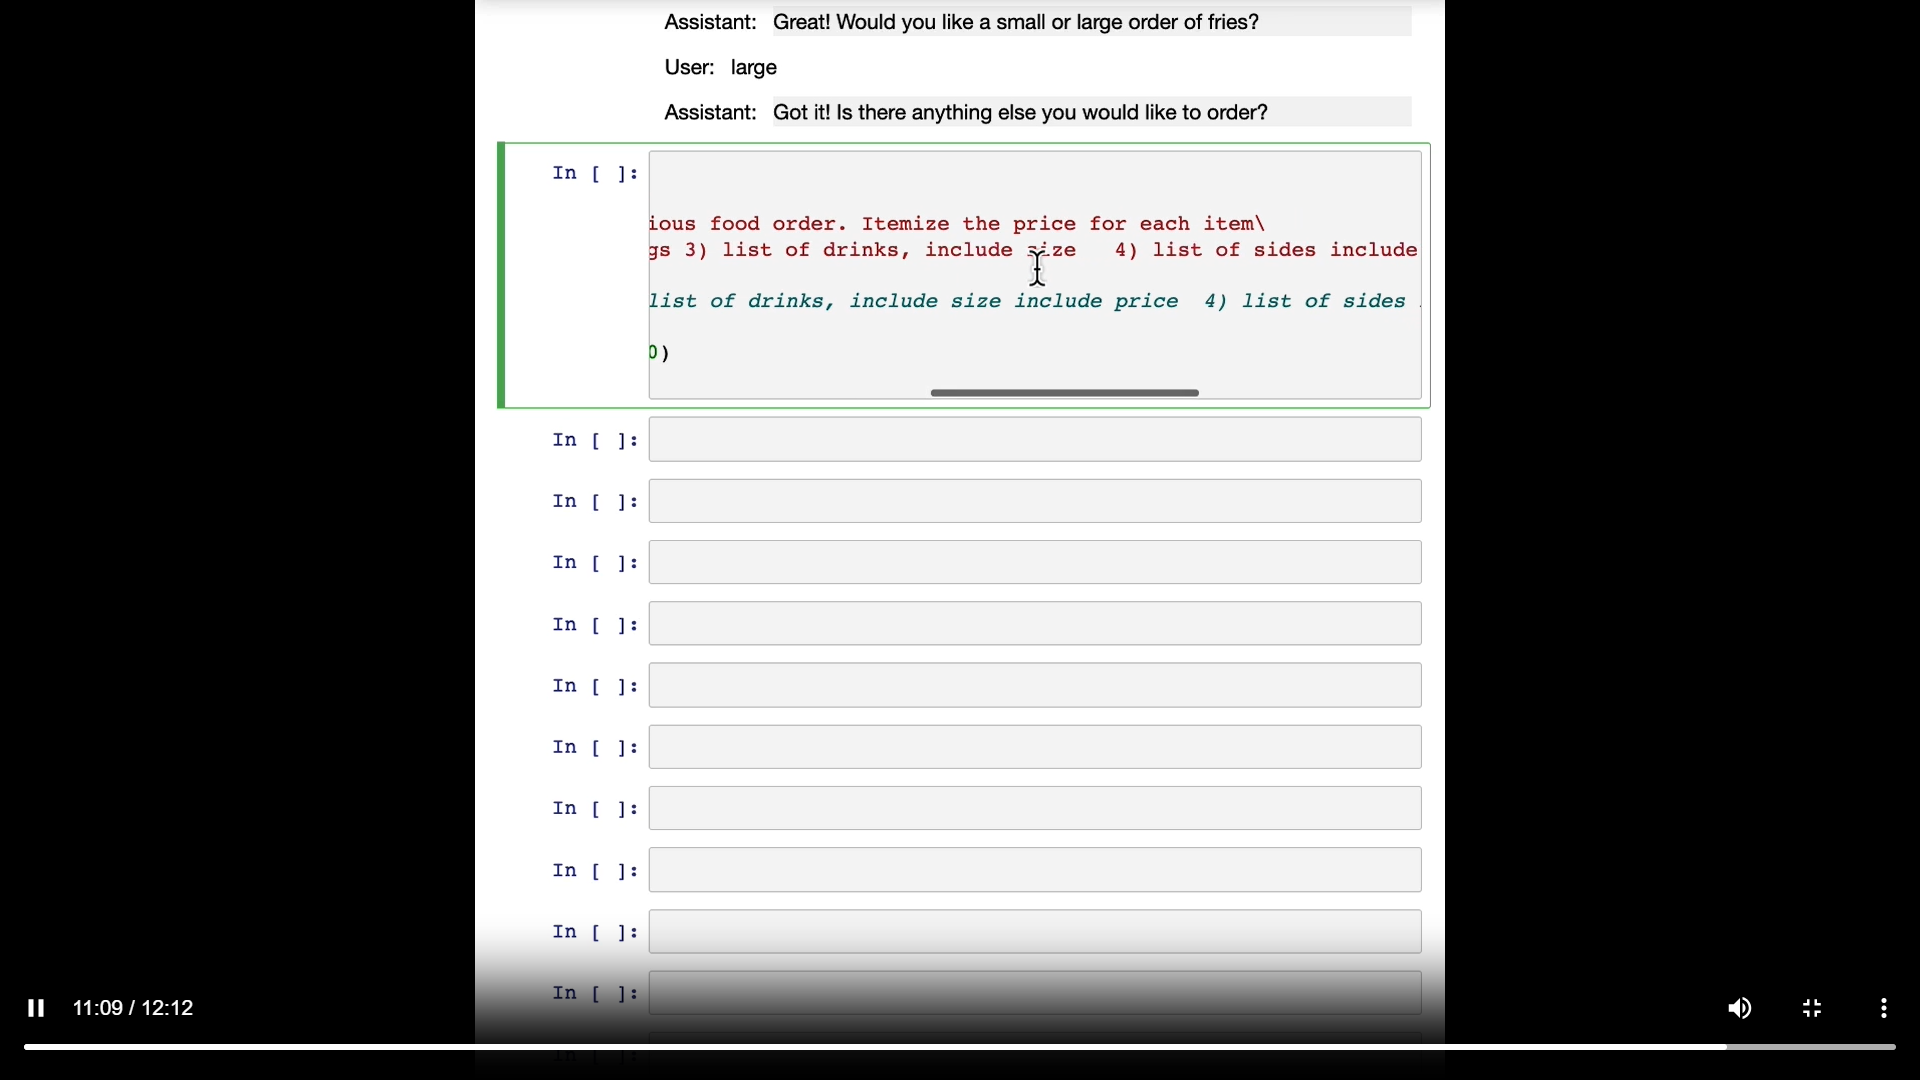 Assistant: Great! Would you like a small or large order of fries?
User: large
Assistant: Got it! Is there anything else you would like to order?
In [ ]:
ious food order. Itemize the price for each item\
gs 3) list of drinks, include size   4) list of sides include
list of drinks, include size include price  4) list of sides
0)
In [ ]:
In [ ]:
In [ ]:
In [ ]:
In [ ]:
In [ ]:
In [ ]:
In [ ]:
In [ ]:
In [ ]:
11:09 / 12:12
In [ ]: